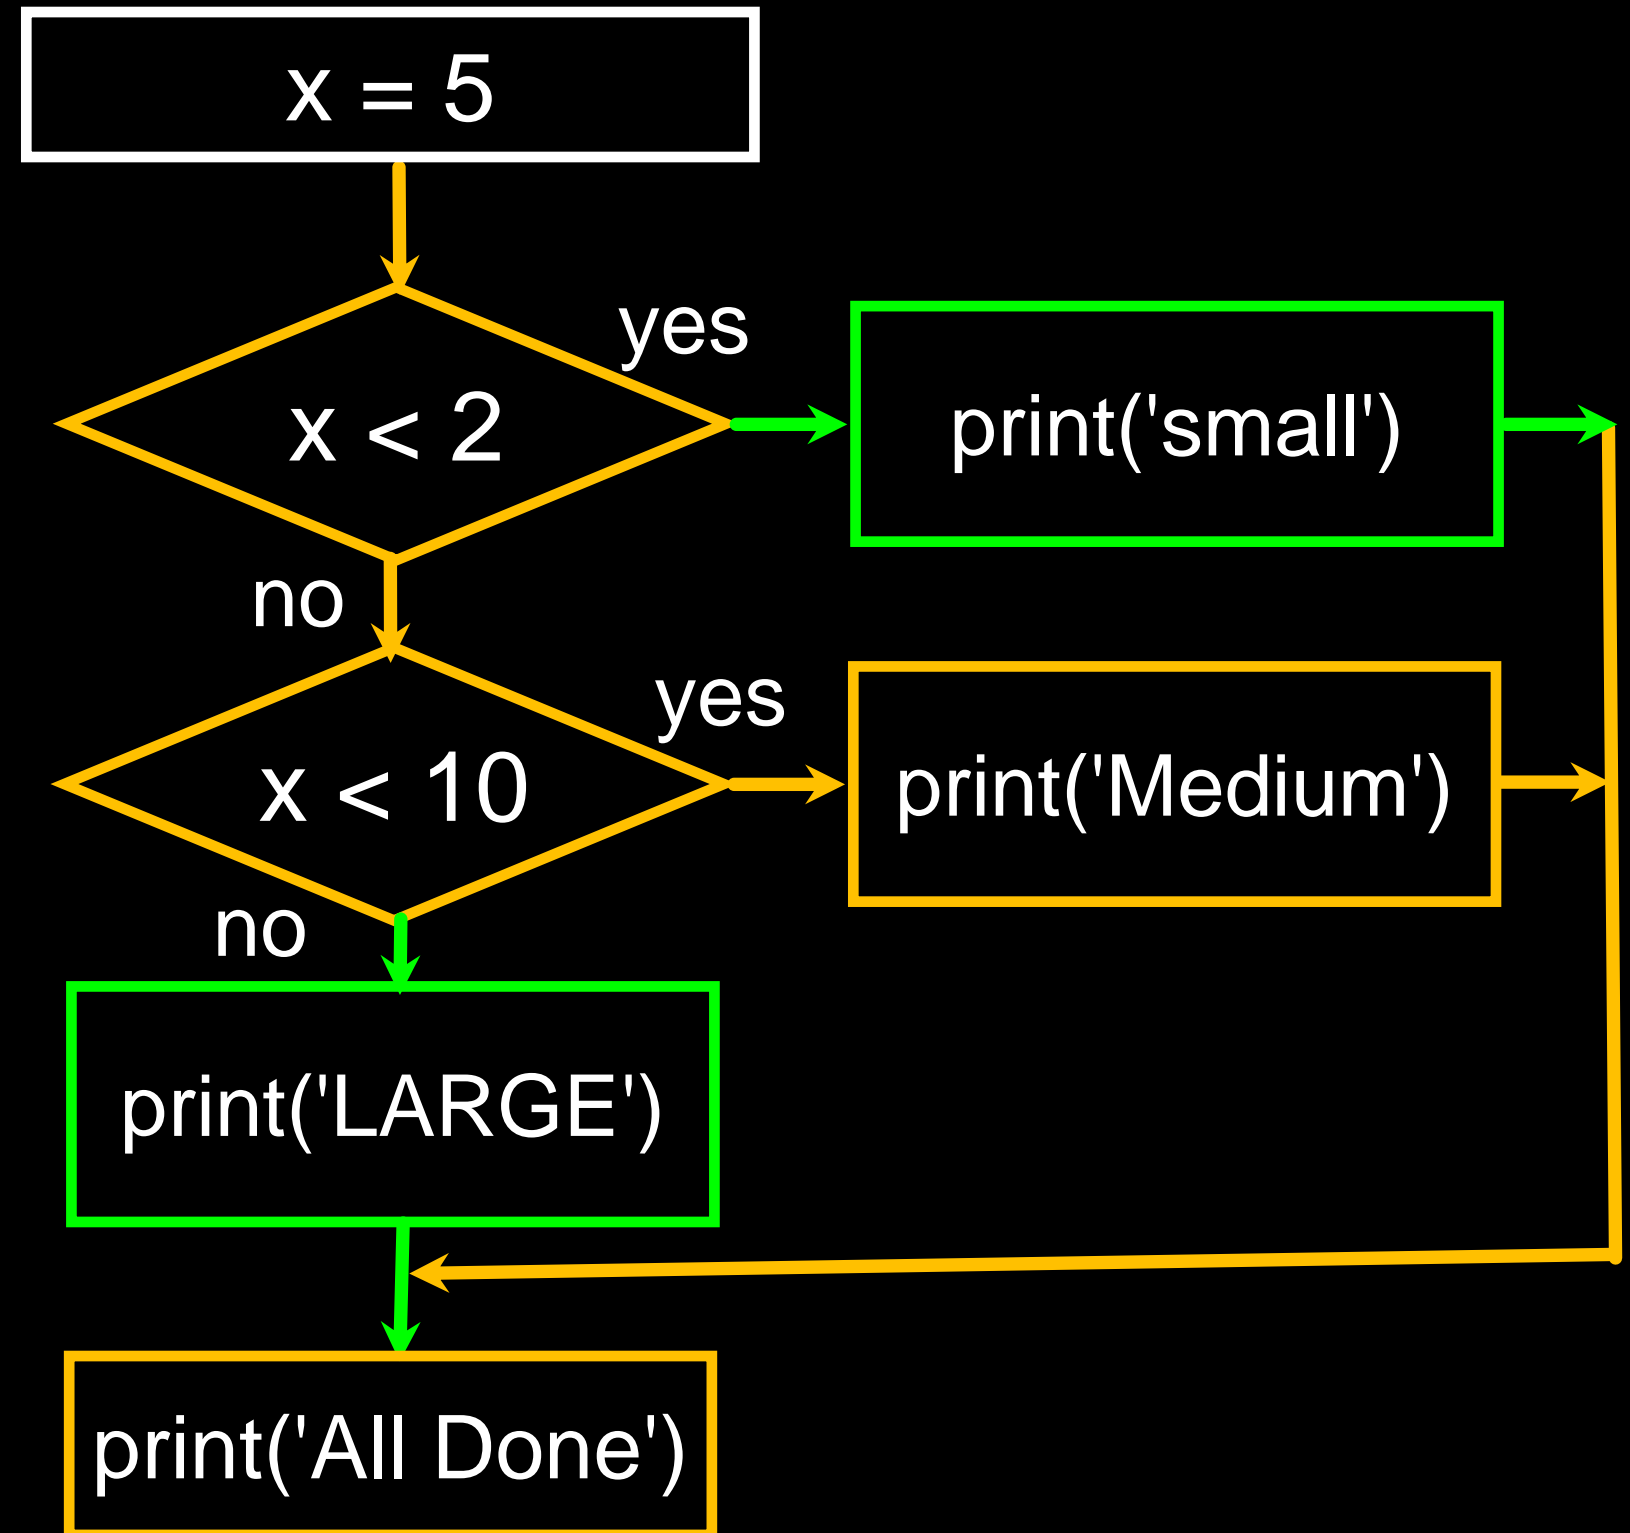 x = 5
yes
x < 2
print('small')
no
yes
x < 10
print('Medium')
no
print('LARGE')
print('All Done')